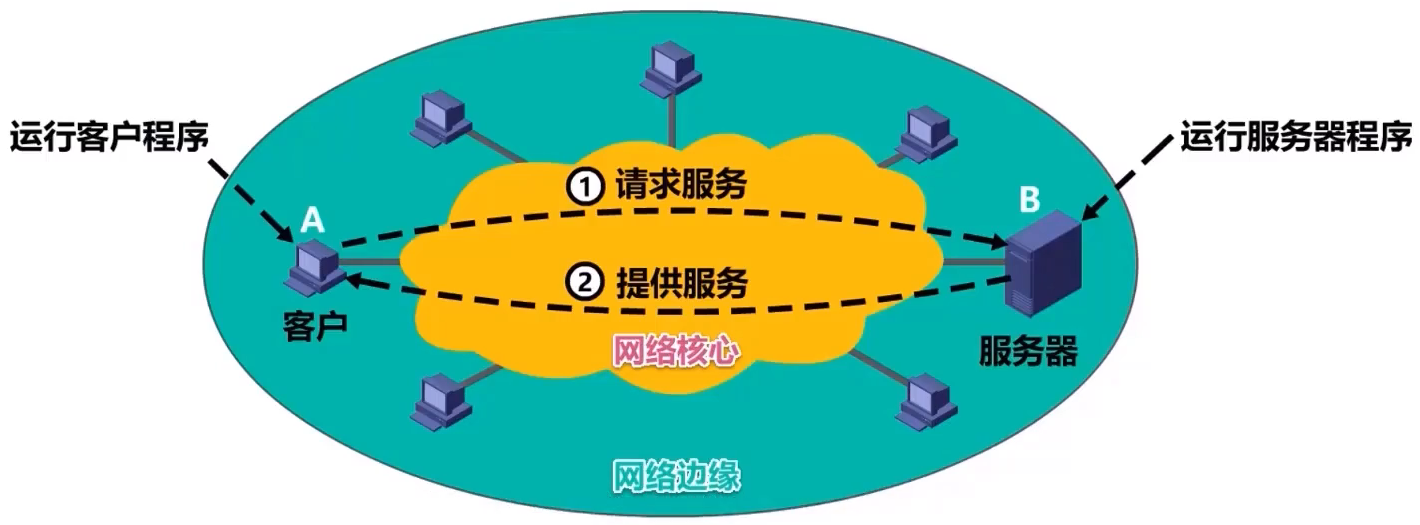 运行客户程序
运行服务器程序
① 请求服务
A
B
② 提供服务
客户
服务器
网络核心
网络边缘